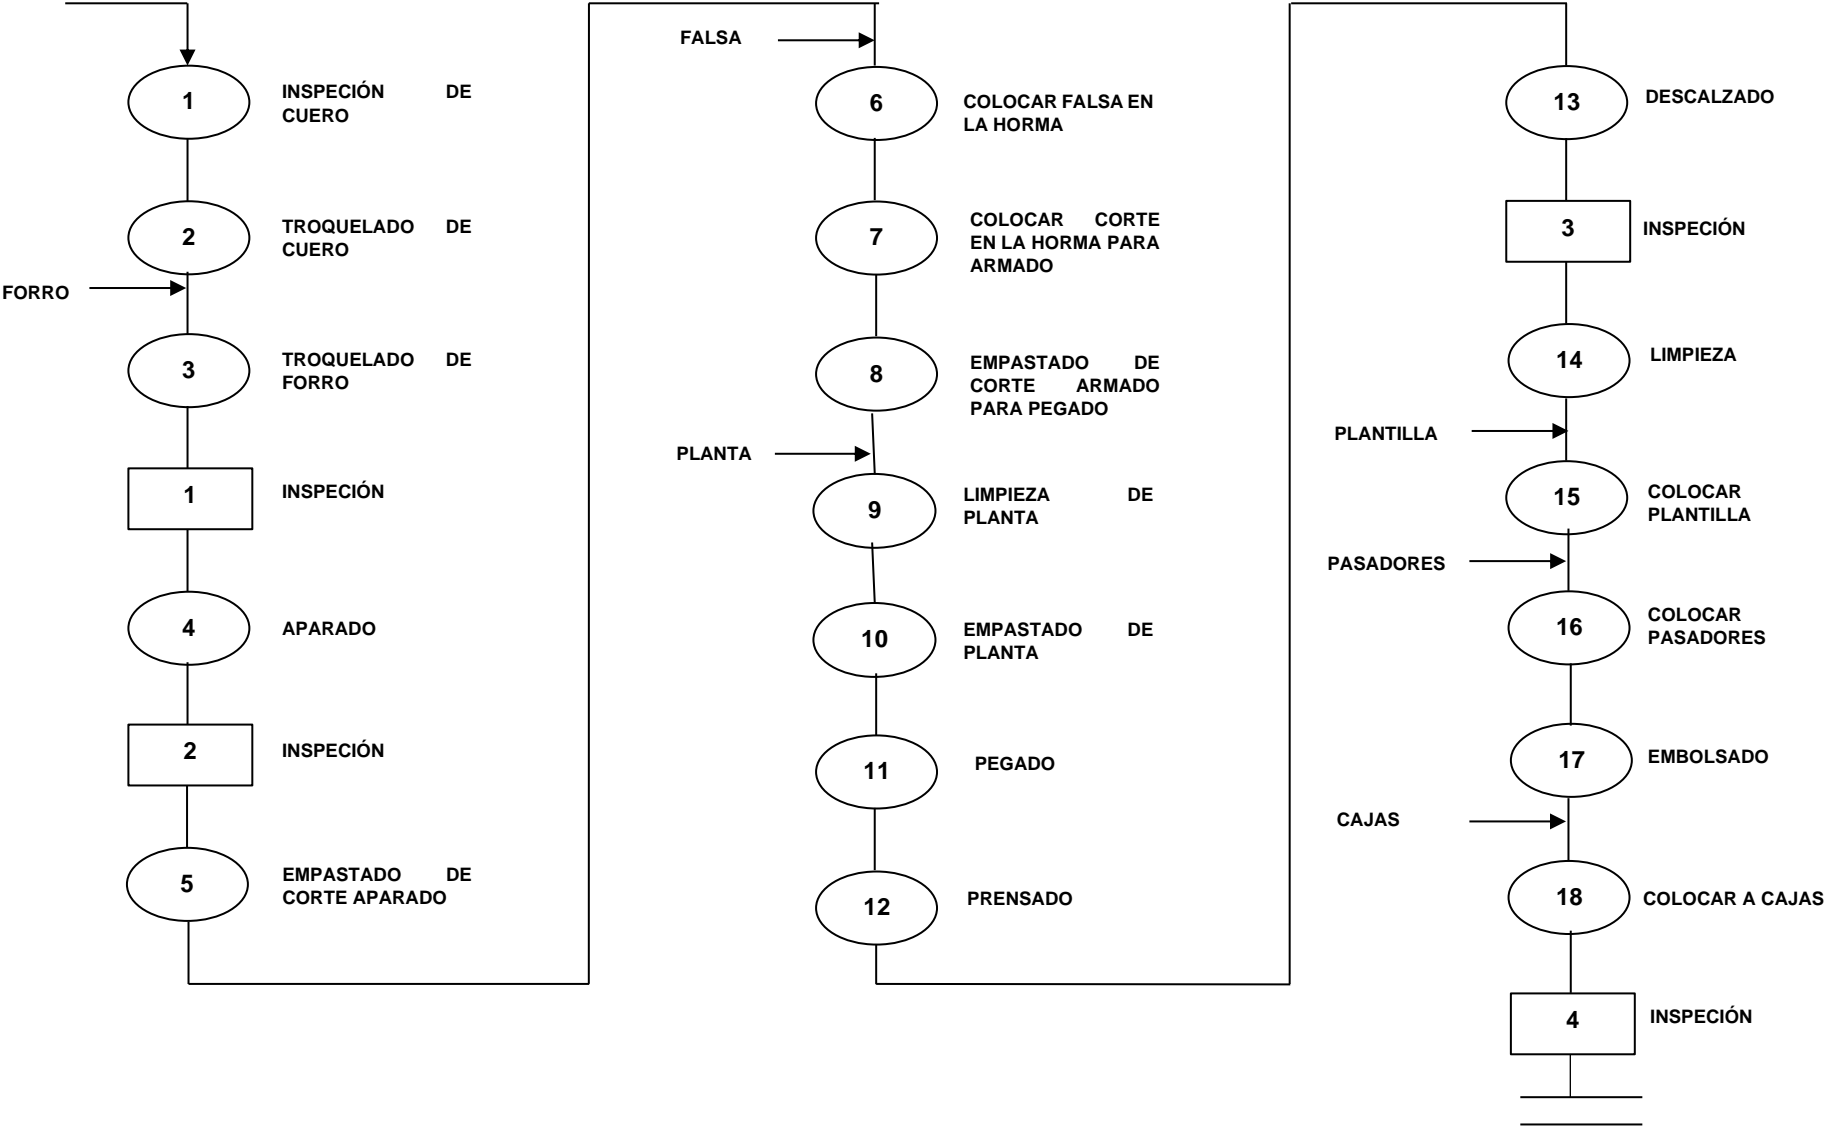 1
INSPECIÓN DE
CUERO
2
TROQUELADO DE
CUERO
FORRO
3
TROQUELADO DE
FORRO
1
INSPECIÓN
4
APARADO
2
INSPECIÓN
5
EMPASTADO DE
CORTE APARADO
FALSA
6
COLOCAR FALSA EN
LA HORMA
7
COLOCAR CORTE
EN LA HORMA PARA
ARMADO
8
EMPASTADO DE
CORTE ARMADO
PARA PEGADO
PLANTA
9
LIMPIEZA DE
PLANTA
10
EMPASTADO DE
PLANTA
11
PEGADO
12
PRENSADO
13
DESCALZADO
3
INSPECIÓN
14
LIMPIEZA
PLANTILLA
15
COLOCAR
PLANTILLA
PASADORES
16
COLOCAR
PASADORES
17
EMBOLSADO
CAJAS
18
COLOCAR A CAJAS
4
INSPECIÓN